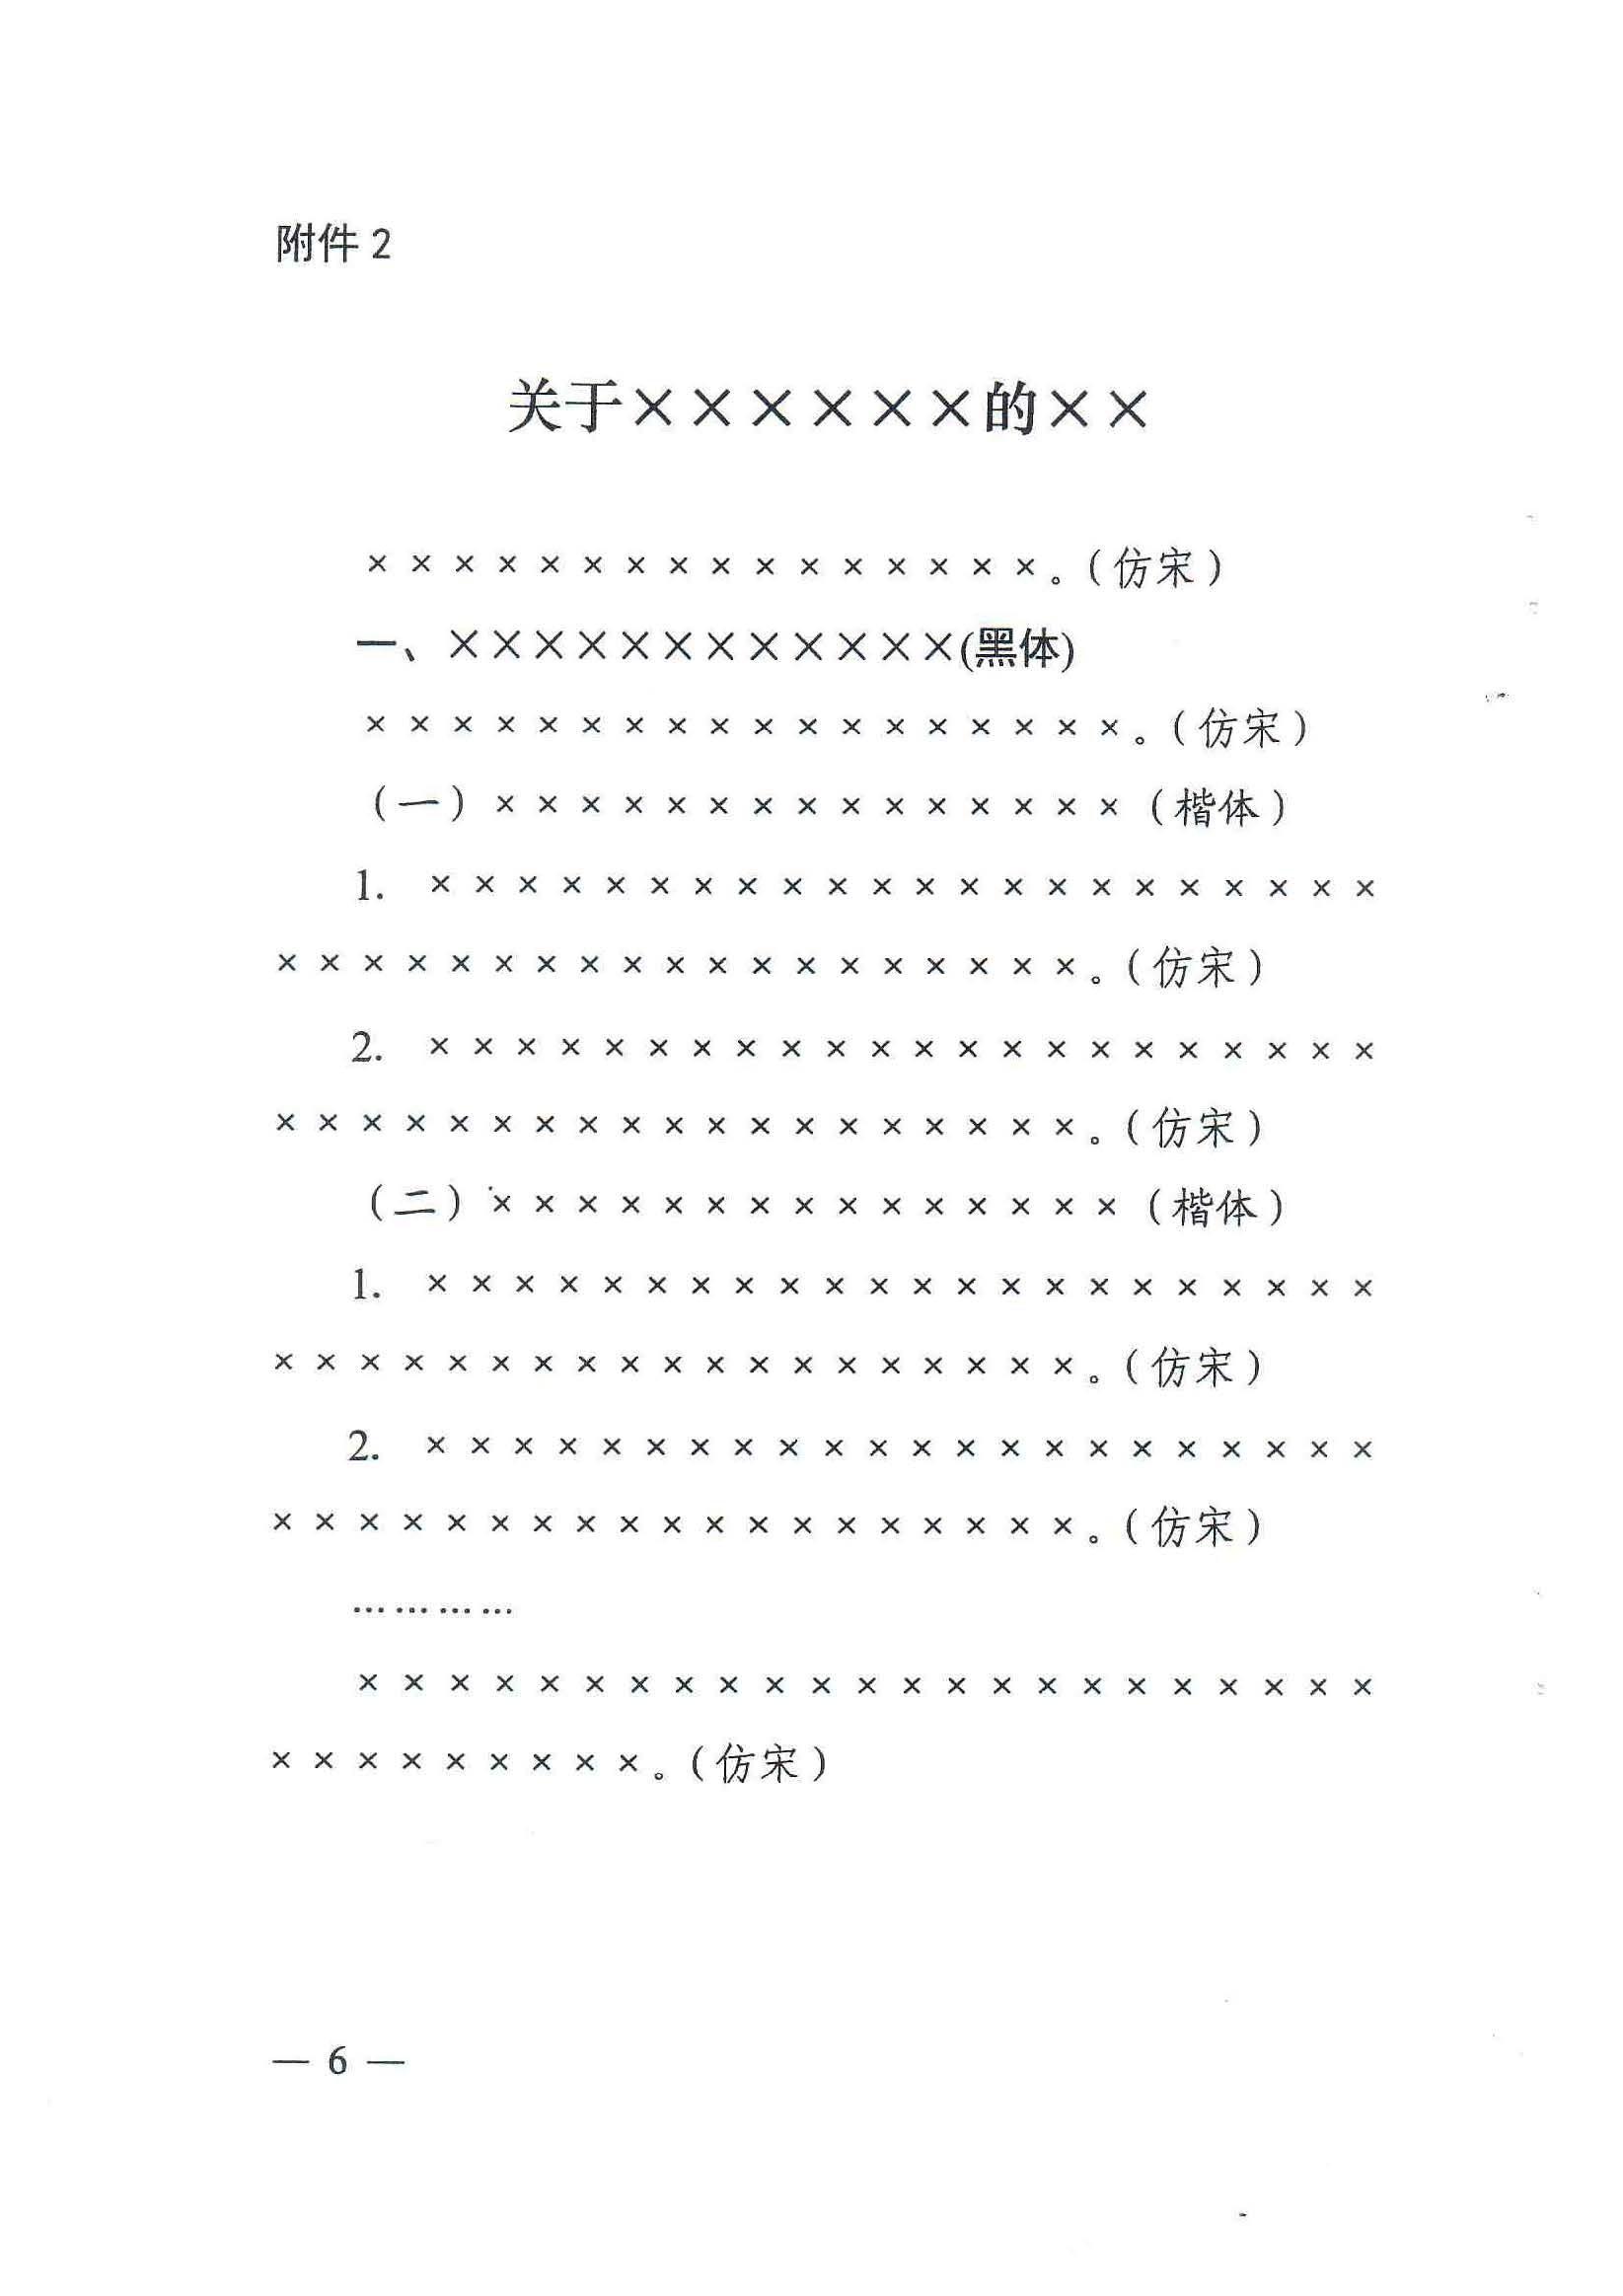 附件 2
关于××××××的××
××××××××××××××××。(仿宋)
一、××××××××××××(黑体)
××××××××××××××××××。(仿宋)
(一)×××××××××××××××(楷体)
1. ××××××××××××××××××××××
×××××××××××××××××××。(仿宋)
2. ××××××××××××××××××××××
×××××××××××××××××××。(仿宋)
(二)×××××××××××××××(楷体)
1. ××××××××××××××××××××××
×××××××××××××××××××。(仿宋)
2. ××××××××××××××××××××××
×××××××××××××××××××。(仿宋)
…………
×××××××××××××××××××××××
×××××××××。(仿宋)
— 6 —